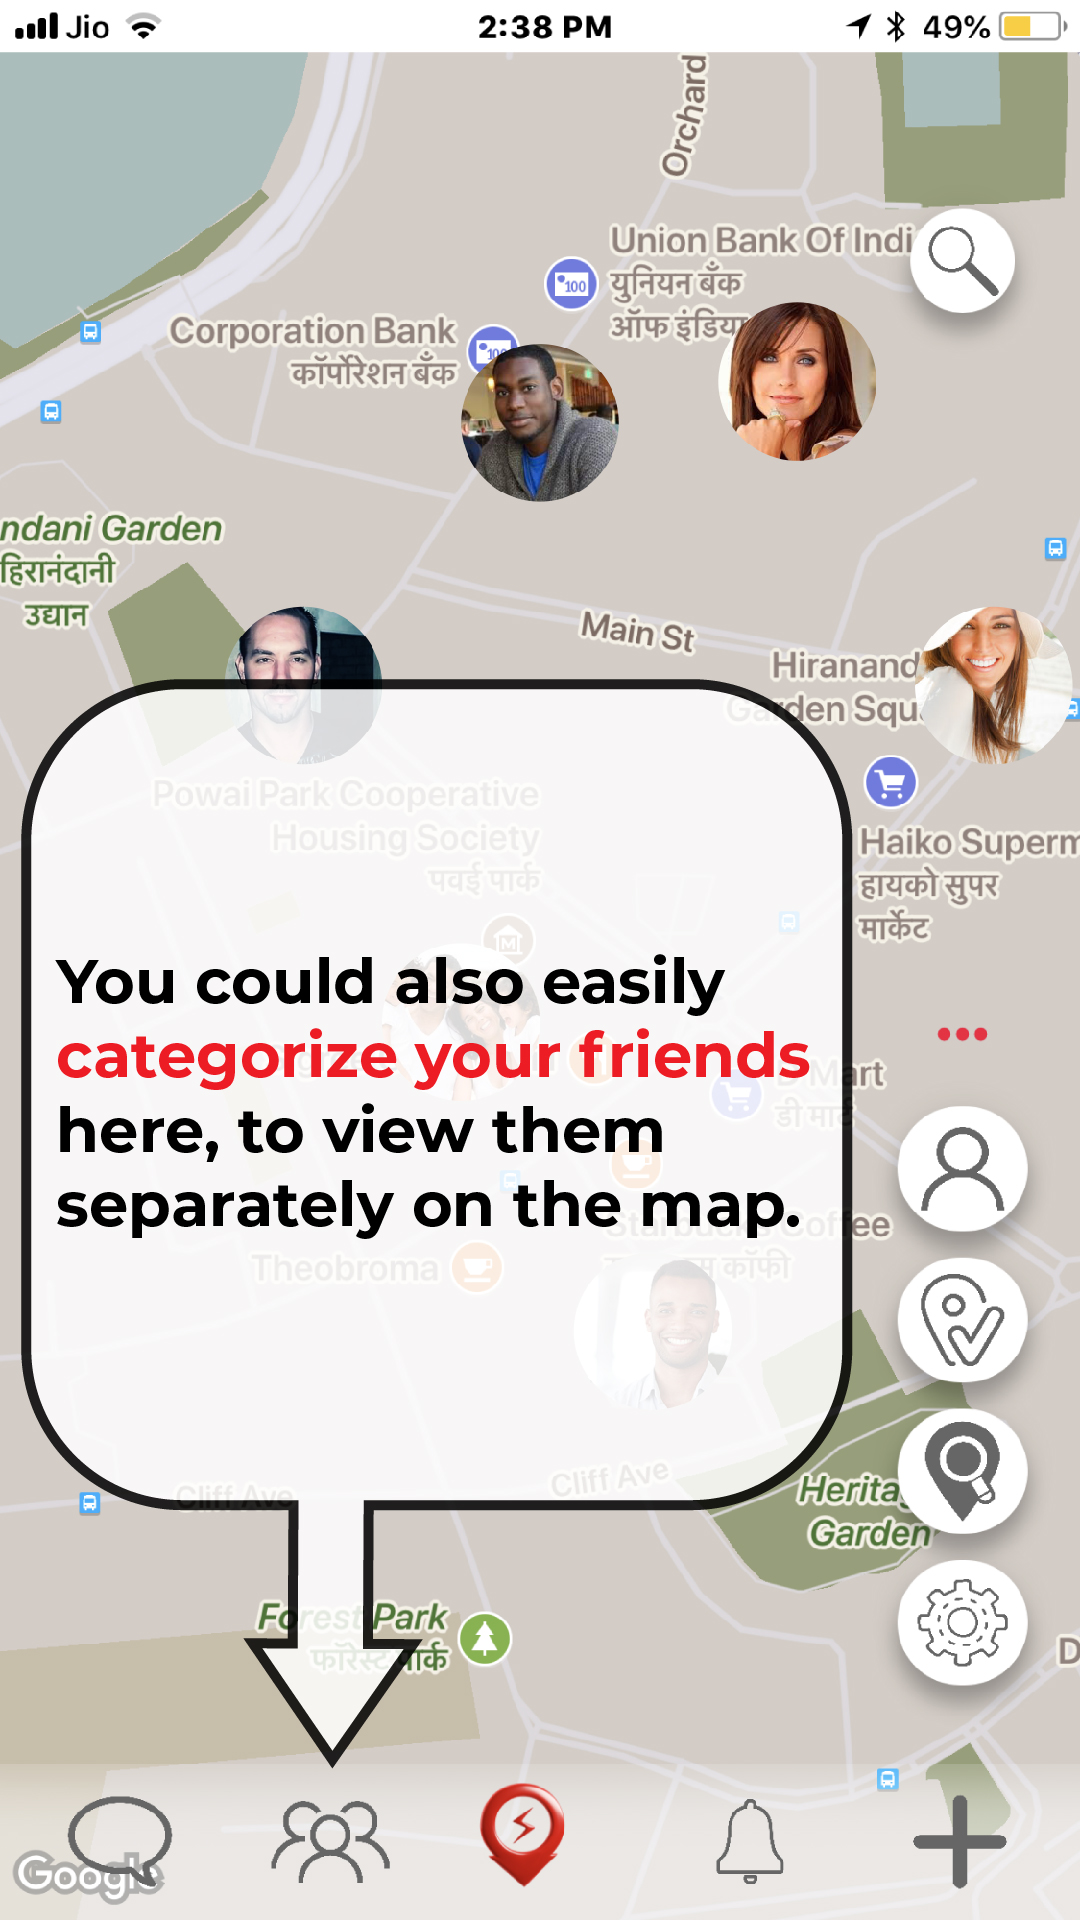 Jio
2:38 PM
49%
Orchard
Union Bank Of Indi
युनियन बँक
ऑफ इंडिया
100
Corporation Bank
कॉर्पोरेशन बँक
100
ndani Garden
हिरानंदानी
उद्यान
Main St
Hiranand
Garden Squ
Powai Park Cooperative
Housing Society
पवई पार्क
Haiko Superm
हायको सुपर
मार्केट
You could also easily
categorize your friends
here, to view them
separately on the map.
D Mart
डी मार्ट
Starbucks Coffee
कॉफी
Theobroma
Cliff Ave
Cliff Ave
Heritag
Garden
Forest Park
फॉरेस्ट पार्क
D
Google